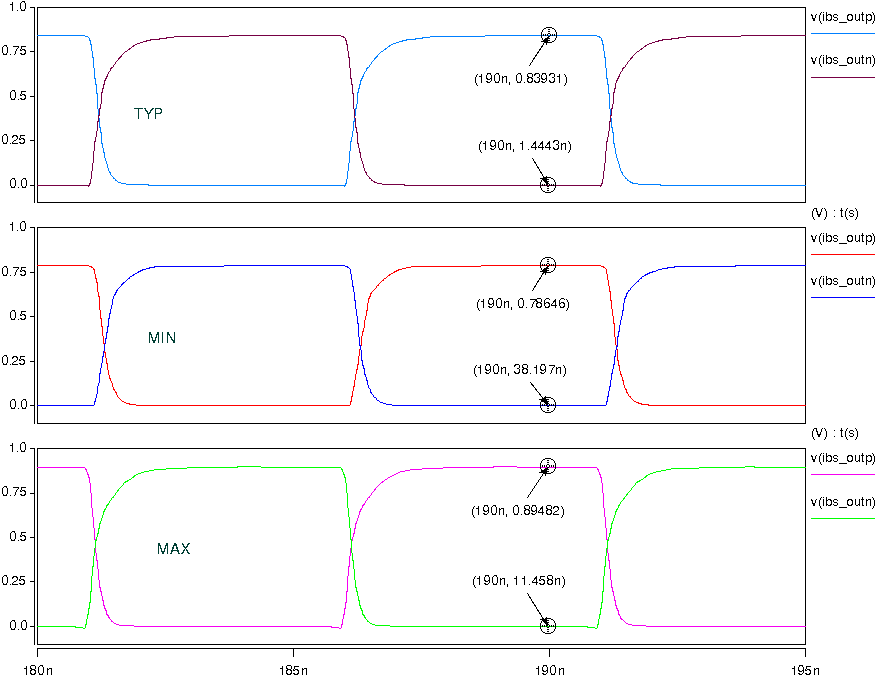 1.0
v(ibs_outp)
0.75
v(ibs_outn)
(190n, 0.83931)
0.5
TYP
0.25
(190n, 1.4443n)
0.0
(V) : t(s)
1.0
v(ibs_outp)
0.75
v(ibs_outn)
(190n, 0.78646)
0.5
MIN
0.25
(190n, 38.197n)
0.0
(V) : t(s)
1.0
v(ibs_outp)
0.75
v(ibs_outn)
(190n, 0.89482)
0.5
MAX
0.25
(190n, 11.458n)
0.0
180n 185n 190n 195n